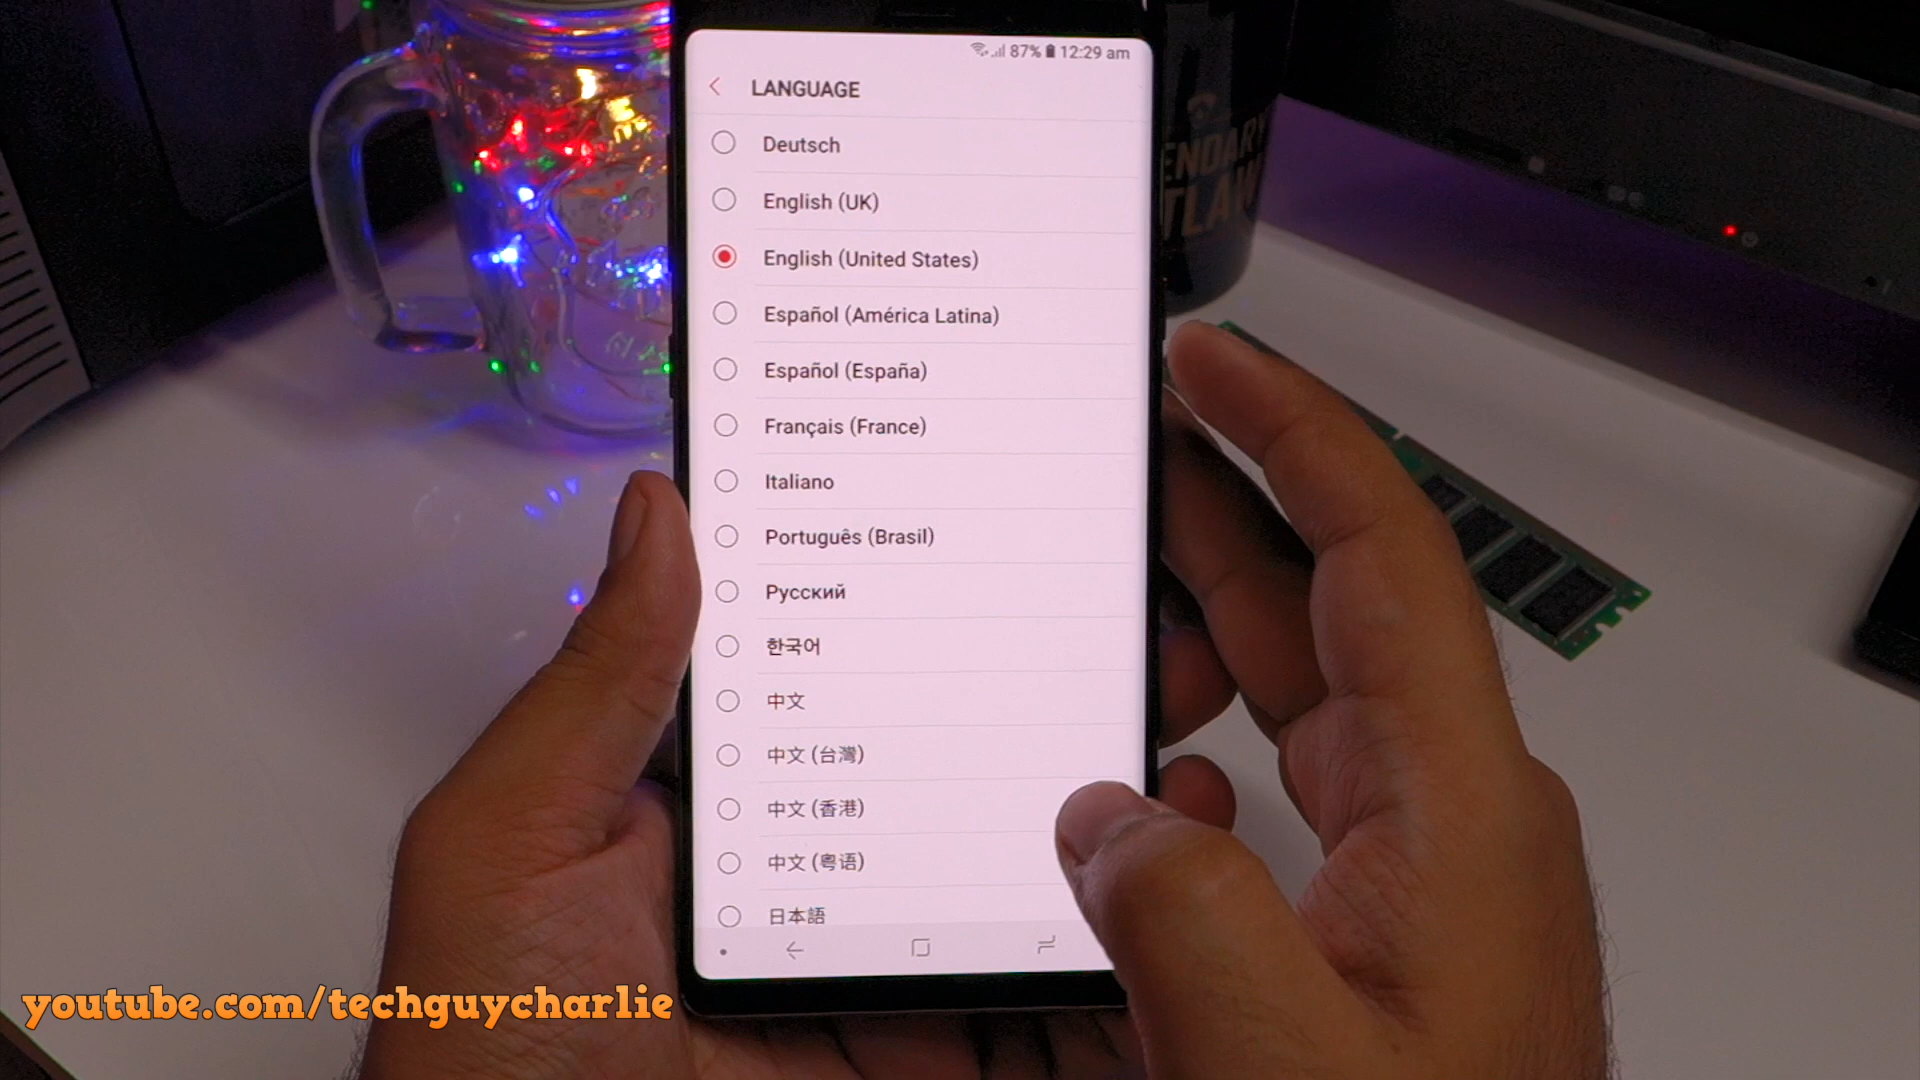 87% 12:29 am
LANGUAGE
Deutsch
English (UK)
English (United States)
Español (América Latina)
Español (España)
Français (France)
Italiano
Português (Brasil)
Русский
한국어
中文
中文 (台灣)
中文 (香港)
中文 (粤语)
日本語
youtube.com/techguycharlie